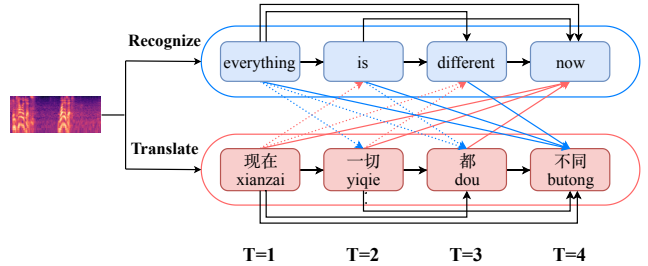 Recognize
everything
is
different
now
Translate
现在
xianzai
一切
yiqie
都
dou
不同
butong
T=1
T=2
T=3
T=4